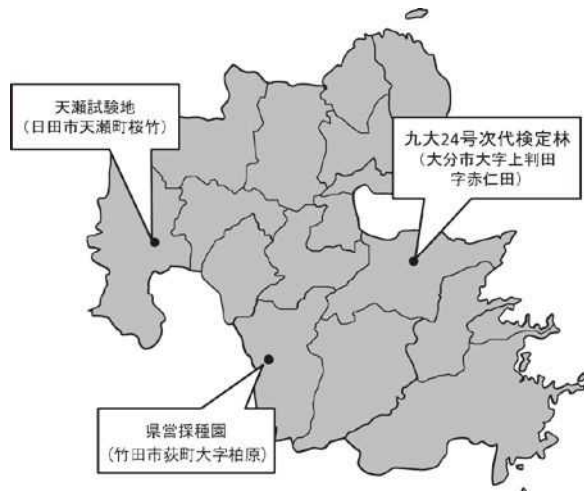 天瀬試験地
(日田市天瀬町桜竹)
九大24号次代検定林
(大分市大字上判田
字赤仁田)
県営採種園
(竹田市荻町大字柏原)